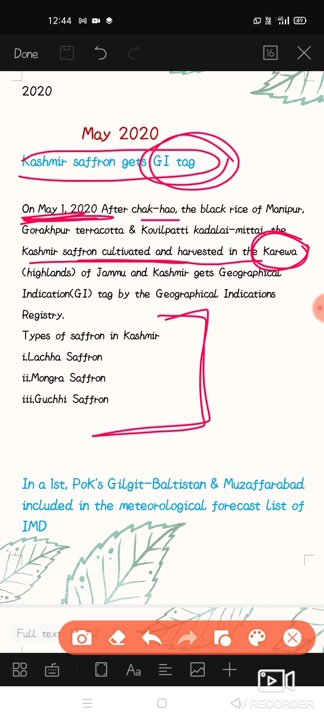 12:44
49
Done
16
2020
May 2020
Kashmir saffron gets GI tag
On May 1, 2020 After chak-hao, the black rice of Manipur,
Gorakhpur terracotta & Kovilpatti kadalai-mittai, the
Kashmir saffron cultivated and harvested in the Karewa
(highlands) of Jammu and Kashmir gets Geographical
Indication(GI) tag by the Geographical Indications
Registry.
Types of saffron in Kashmir
i.Lachha Saffron
ii.Mongra Saffron
iii.Guchhi Saffron
In a 1st, PoK's Gilgit-Baltistan & Muzaffarabad
included in the meteorological forecast list of
IMD
Full text
Aa
RECORDER